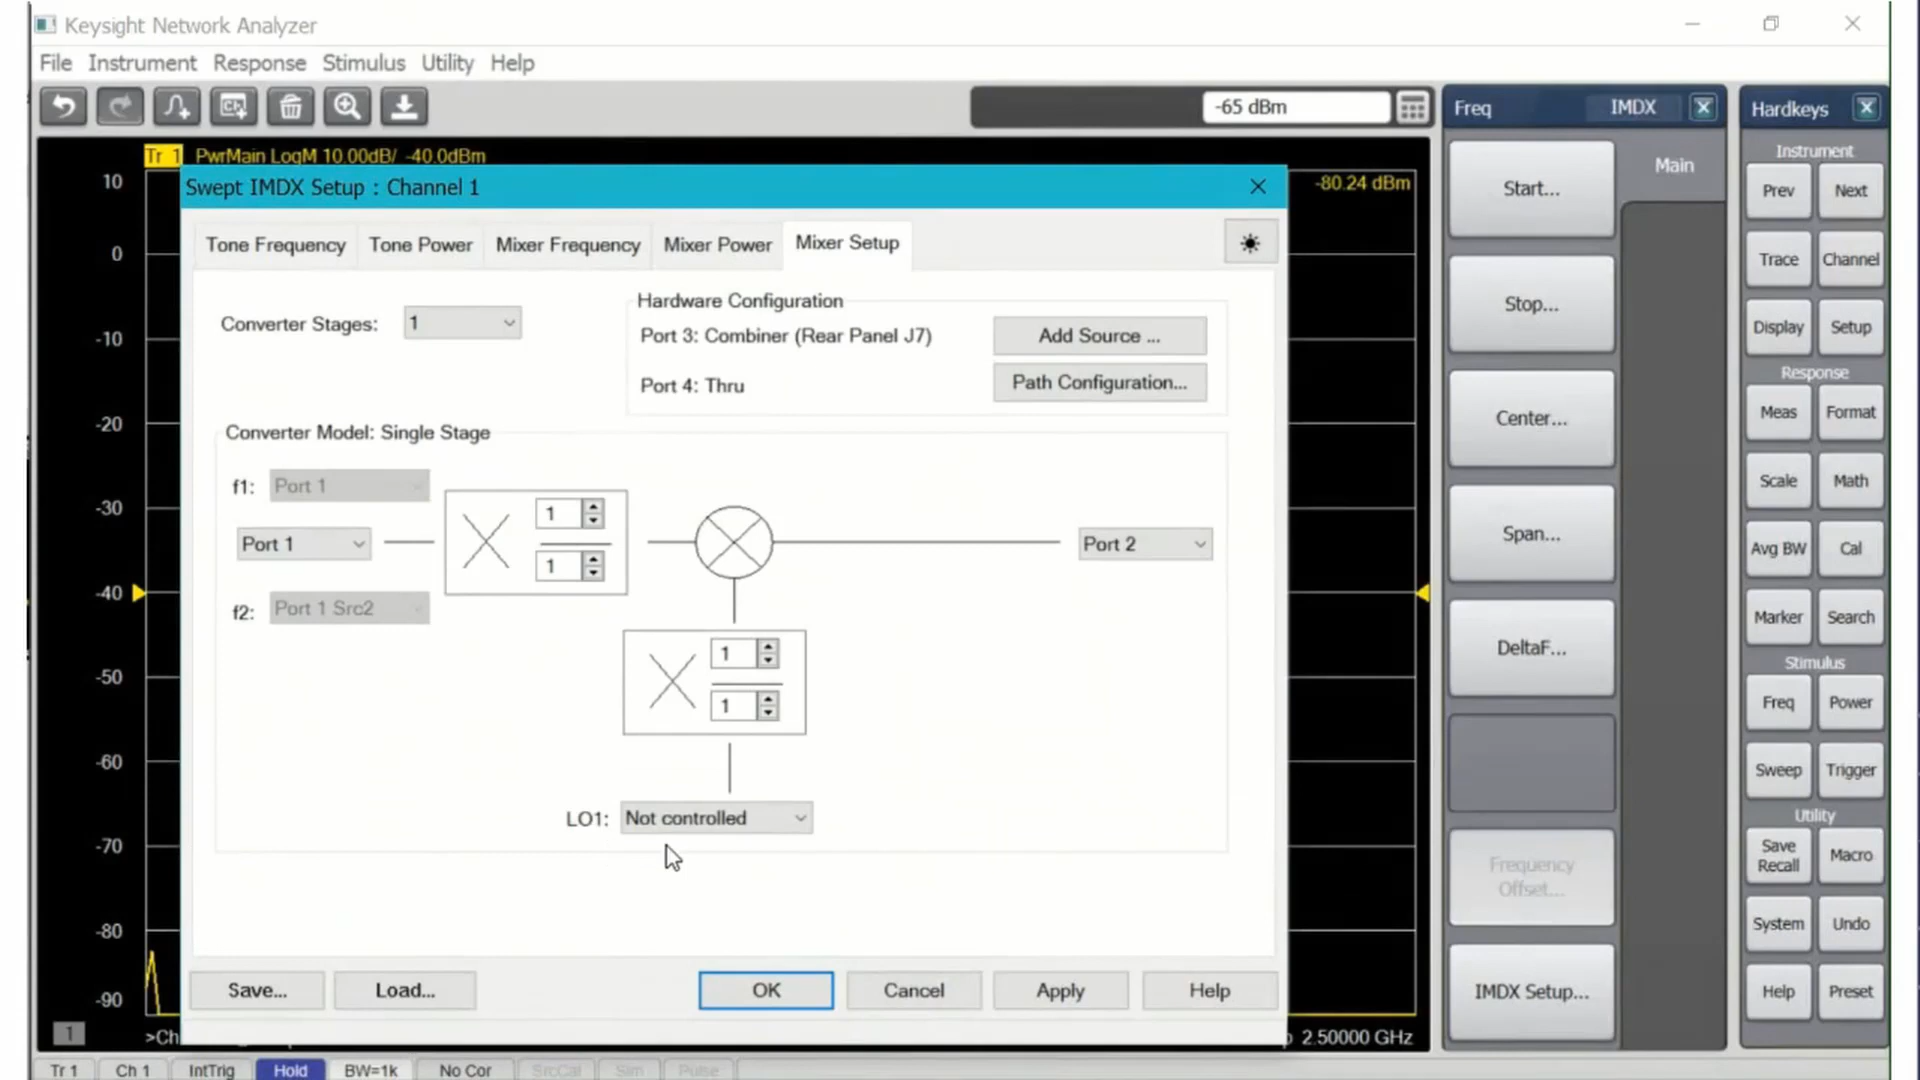 Keysight Network Analyzer
File Instrument Response Stimulus Utility Help
-65 dBm
Tr 1 PwrMain LogM 10.00dB/ -40.0dBm
-80.24 dBm
10
0
-10
-20
-30
-40
-50
-60
-70
-80
-90
Swept IMDX Setup : Channel 1
Tone Frequency Tone Power Mixer Frequency Mixer Power Mixer Setup
Converter Stages: 1
Hardware Configuration
Port 3: Combiner (Rear Panel J7) Add Source ...
Port 4: Thru Path Configuration...
Converter Model: Single Stage
f1: Port 1
Port 1
f2: Port 1 Src2
1
1
Port 2
1
1
LO1: Not controlled
Save... Load... OK Cancel Apply Help
1 >Ch
2.50000 GHz
Tr 1 Ch 1 IntTrig Hold BW=1k No Cor SrcCal Sim Pulse
Freq IMDX
Main
Start...
Stop...
Center...
Span...
DeltaF...
Frequency
Offset...
IMDX Setup...
Hardkeys
Instrument
Prev Next
Trace Channel
Display Setup
Response
Meas Format
Scale Math
Avg BW Cal
Marker Search
Stimulus
Freq Power
Sweep Trigger
Utility
Save
Recall
Macro
System Undo
Help Preset